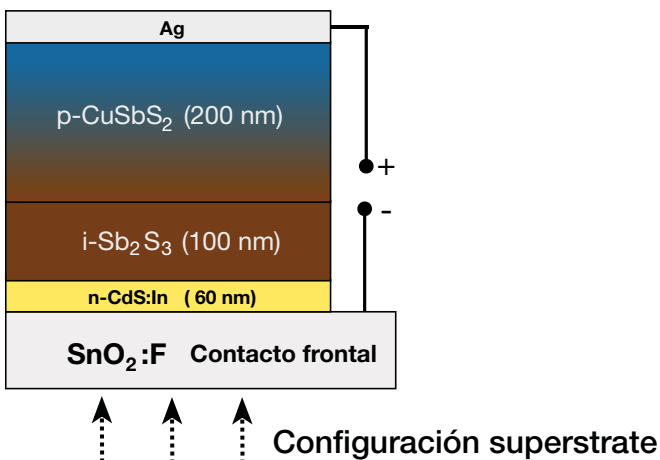 Ag
p-CuSbS₂ (200 nm)
+
-
i-Sb₂S₃ (100 nm)
n-CdS:In ( 60 nm)
SnO₂:F Contacto frontal
Configuración superstrate